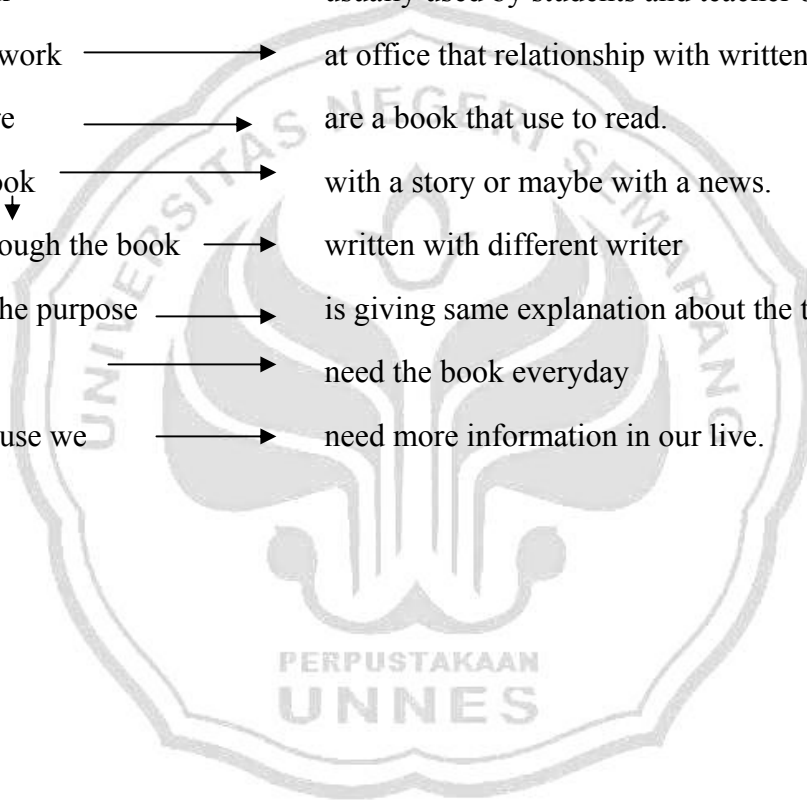 usually used by students and teacher
work at office that relationship with written
are a book that use to read.
with a story or maybe with a news.
ough the book written with different writer
he purpose is giving same explanation about the
need the book everyday
use we need more information in our live.
UNIVERSITAS NEGERI SEMARANG
PERPUSTAKAAN
UNNES